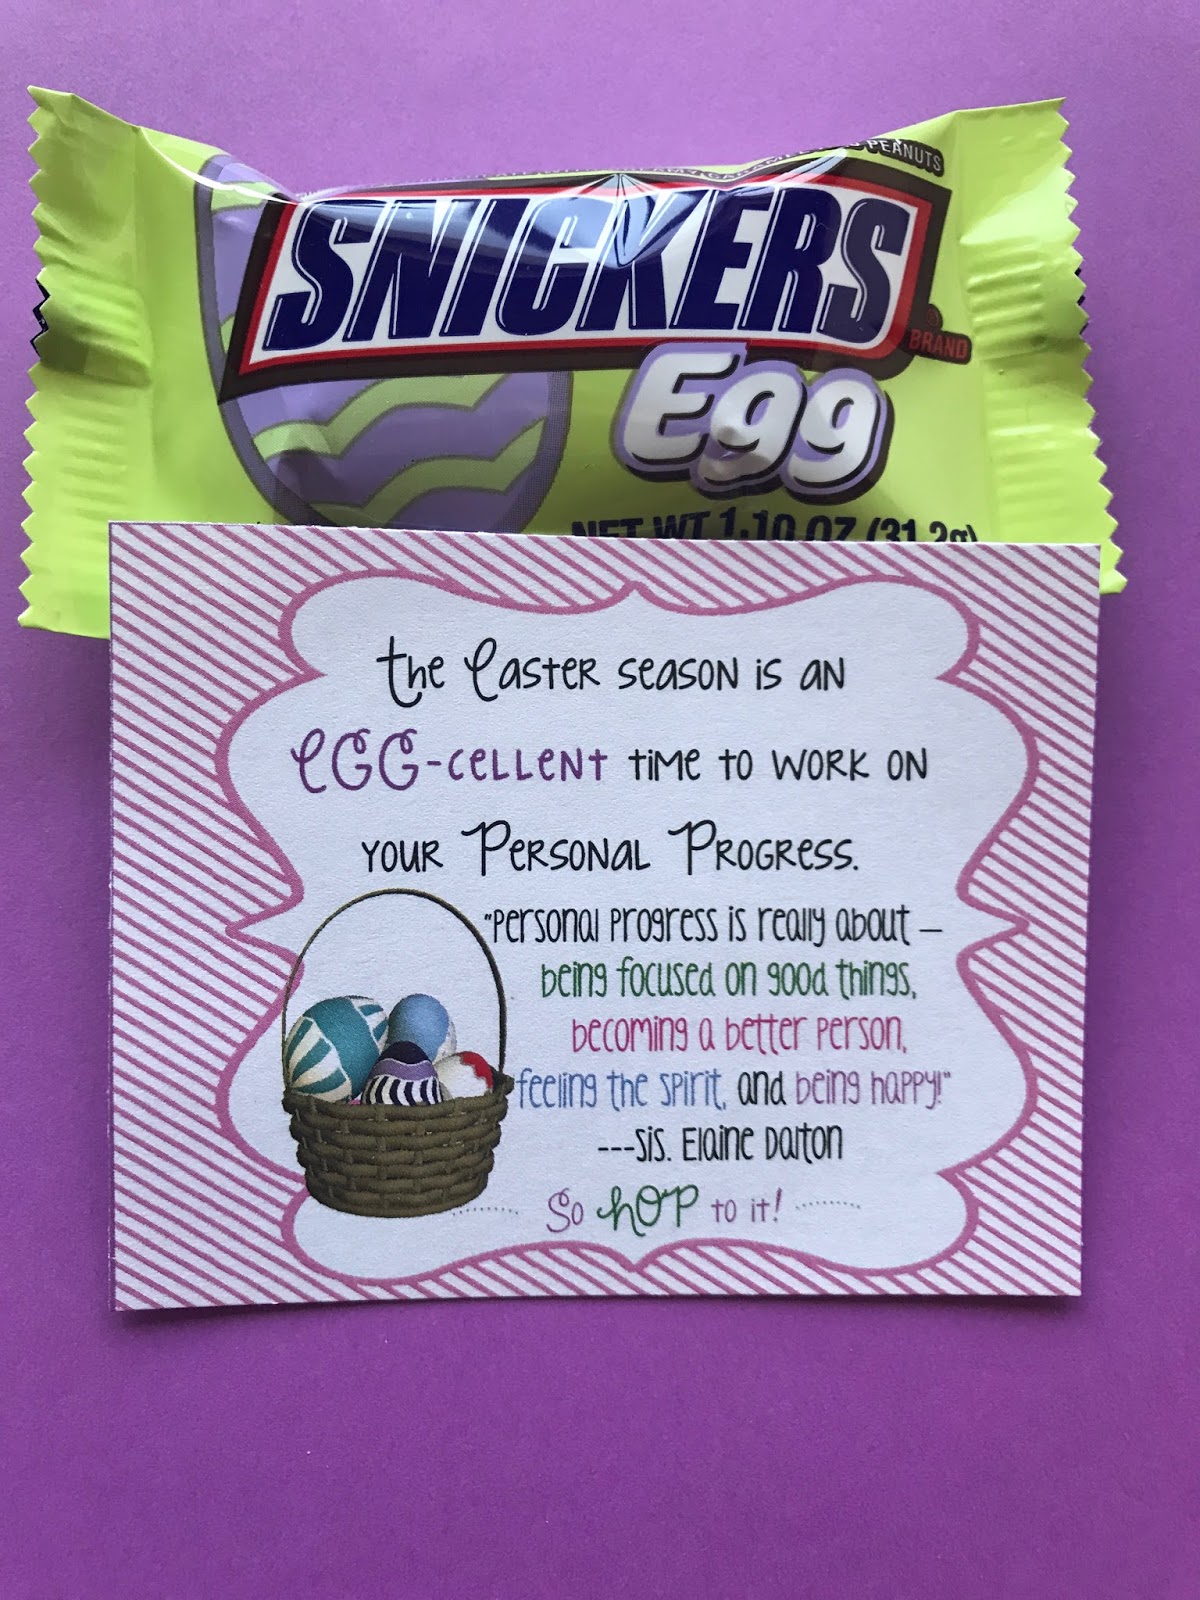 PEANUTS
SNICKERS
BRAND
Egg
NET WT 1.10 OZ (31.2g)
The Easter season is an
EGG-cellent time to work on
your Personal Progress.
"Personal Progress is really about –
being focused on good things,
becoming a better person,
feeling the spirit, and being happy!"
---Sis. Elaine Dalton
So HOP to it!